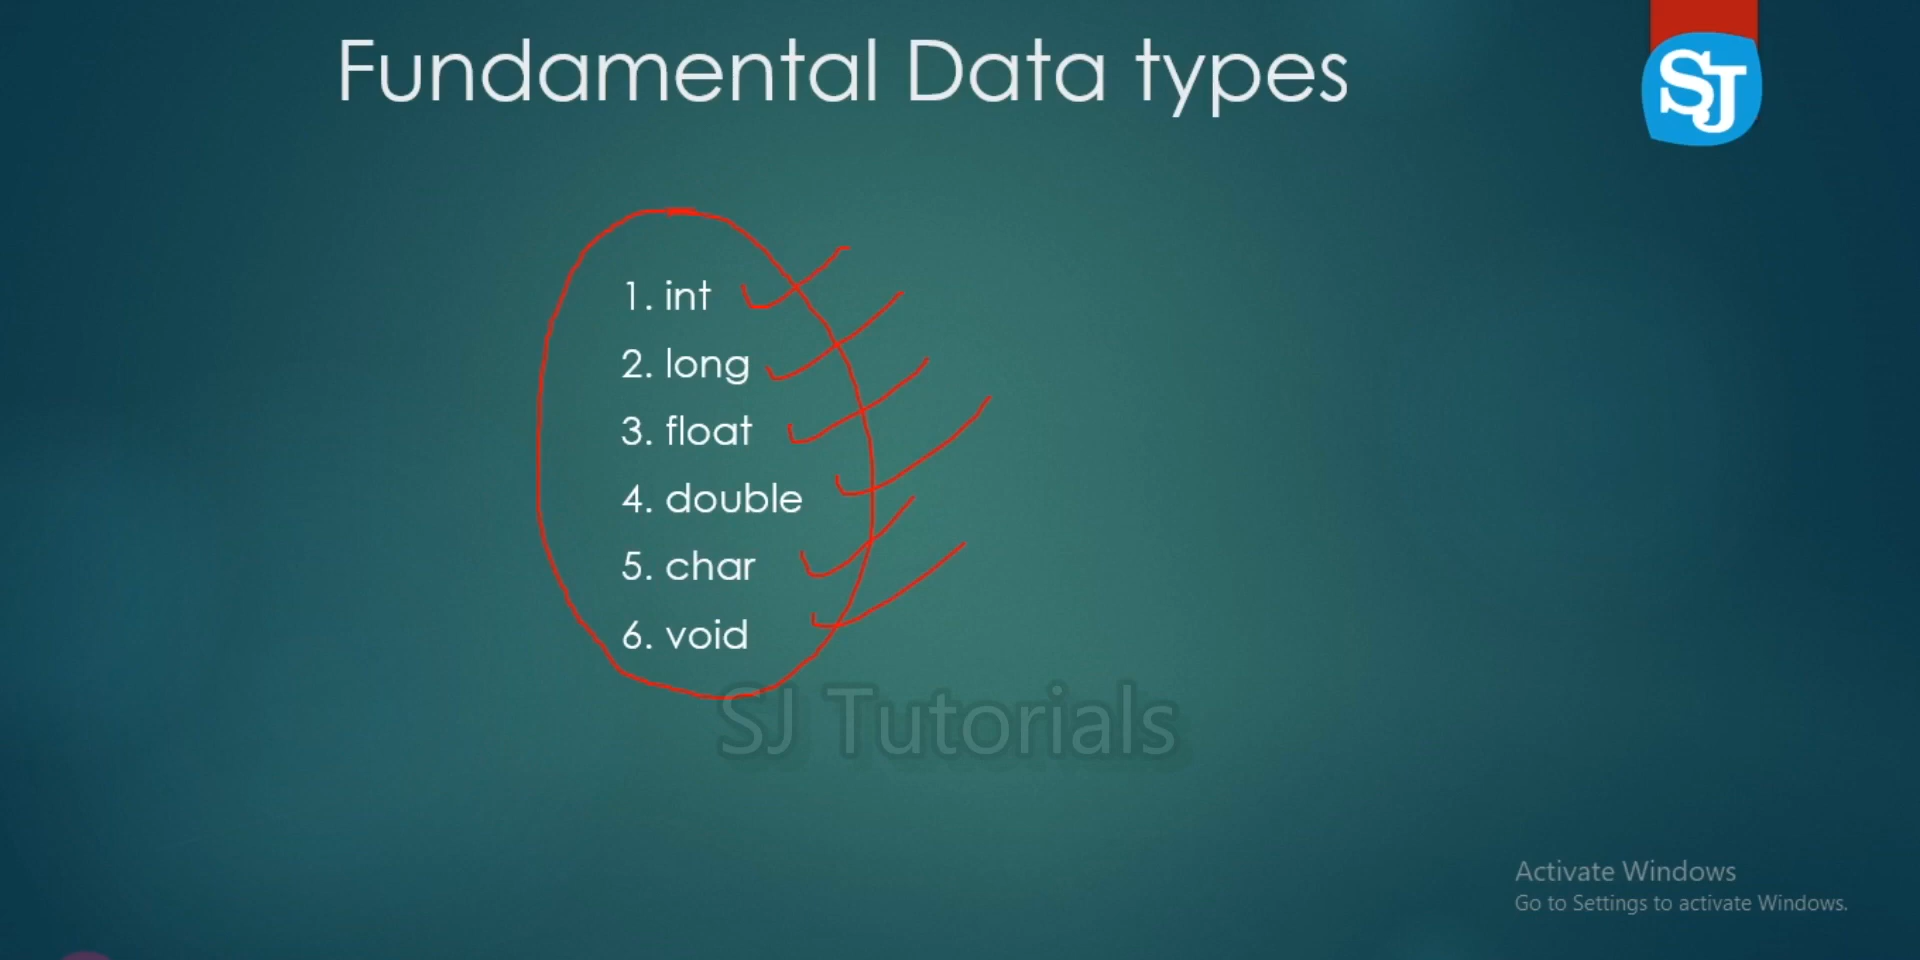 Fundamental Data types
SJ
1. int
2. long
3. float
4. double
5. char
6. void
SJ Tutorials
Activate Windows
Go to Settings to activate Windows.